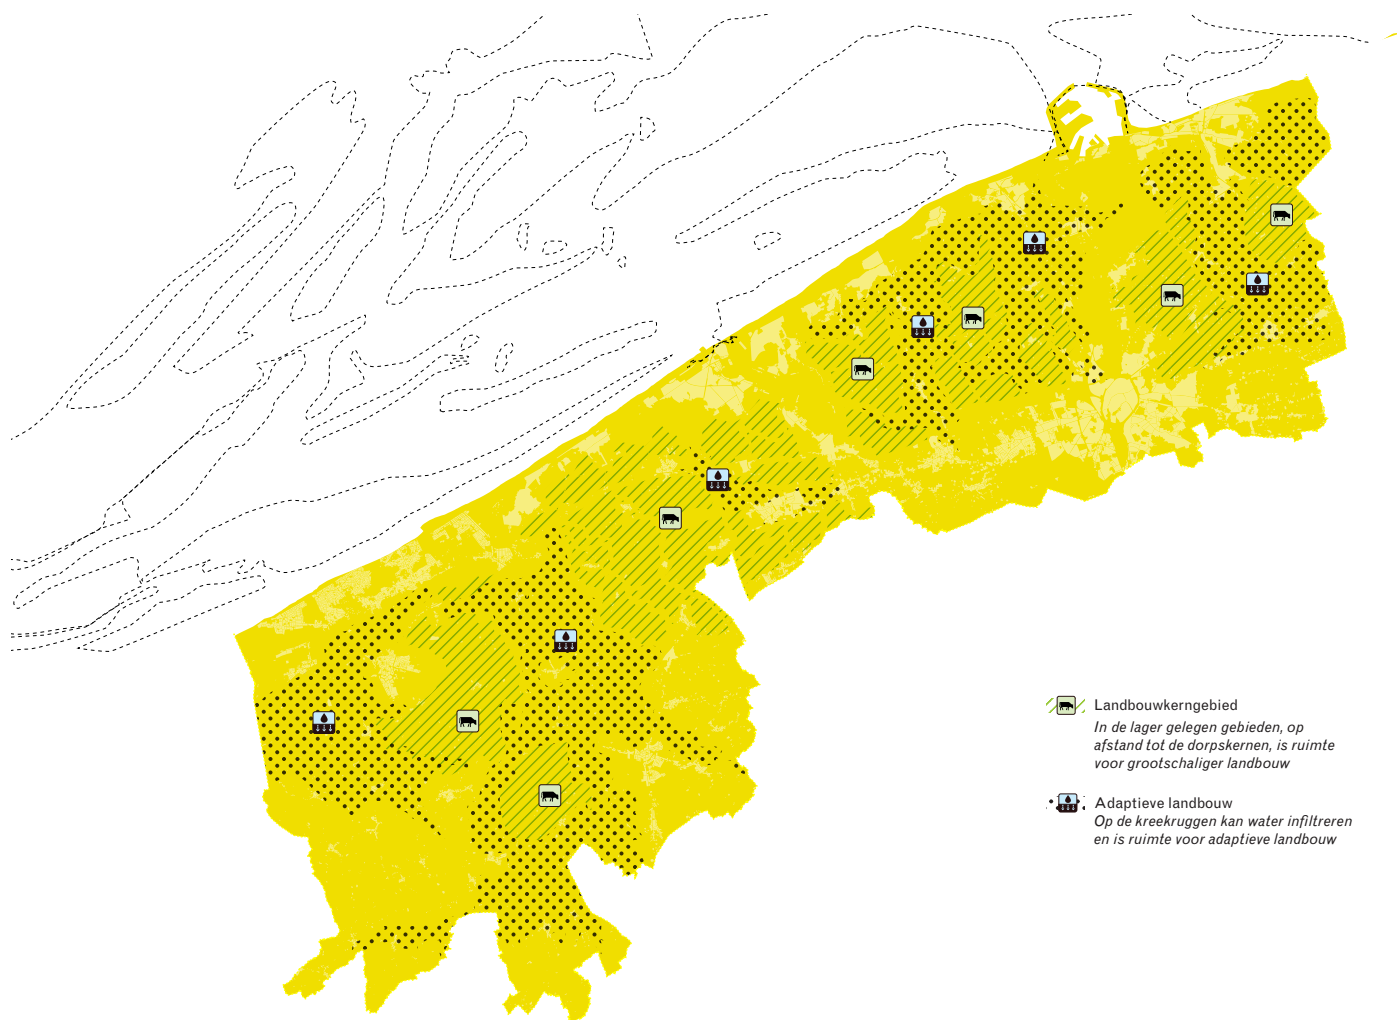 Landbouwkerngebied
In de lager gelegen gebieden, op
afstand tot de dorpskernen, is ruimte
voor grootschaliger landbouw
Adaptieve landbouw
Op de kreekruggen kan water infiltreren
en is ruimte voor adaptieve landbouw